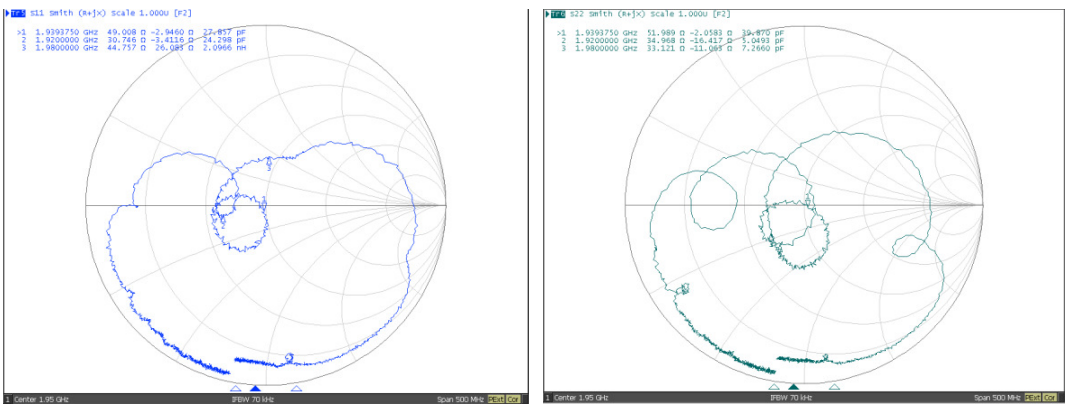 Tr5 S11 Smith (R+jX) Scale 1.000U [F2]
>1 1.9393750 GHz 49.008 Ω -2.9460 Ω 27.857 pF
2 1.9200000 GHz 30.746 Ω -3.4116 Ω 24.298 pF
3 1.9800000 GHz 44.757 Ω 26.083 Ω 2.0966 nH
3
1 Center 1.95 GHz IFBW 70 kHz Span 500 MHz PExt Cor
Tr6 S22 Smith (R+jX) Scale 1.000U [F2]
>1 1.9393750 GHz 51.989 Ω -2.0583 Ω 39.870 pF
2 1.9200000 GHz 34.968 Ω -16.417 Ω 5.0493 pF
3 1.9800000 GHz 33.121 Ω -11.063 Ω 7.2660 pF
1 Center 1.95 GHz IFBW 70 kHz Span 500 MHz PExt Cor